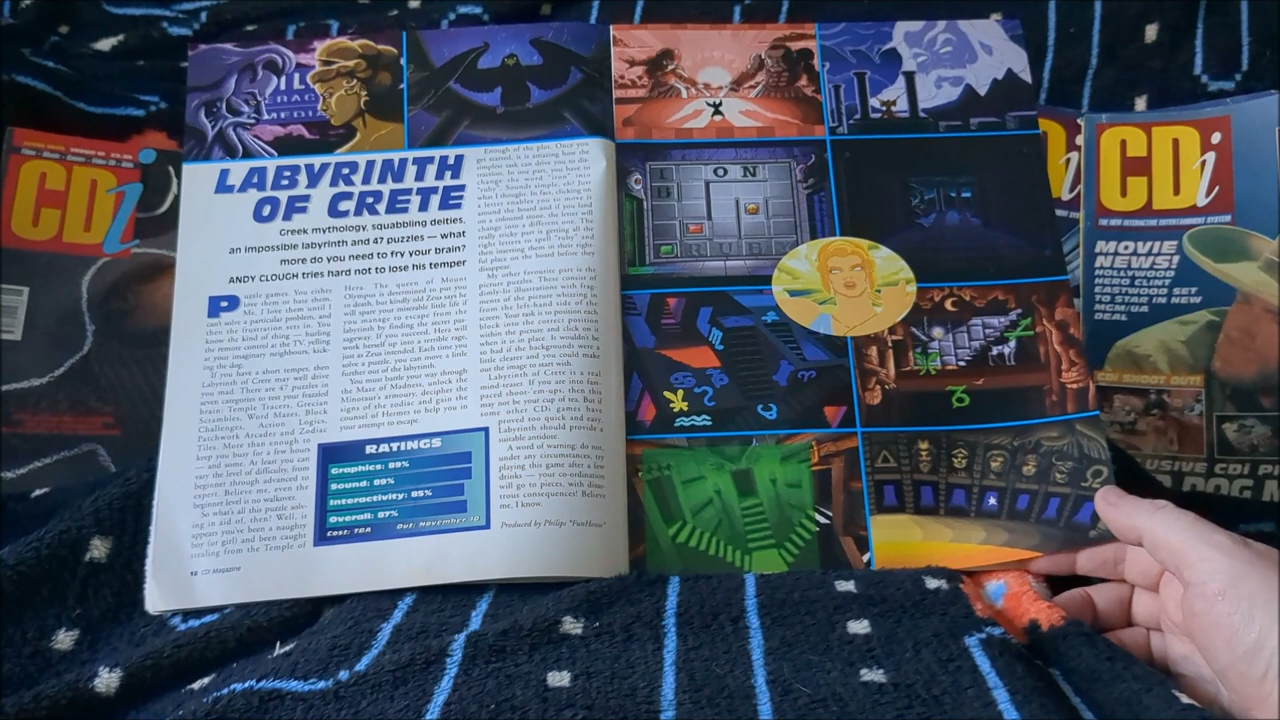 LABYRINTH
OF CRETE
Greek mythology, squabbling deities,
an impossible labyrinth and 47 puzzles — what
more do you need to fry your brain?
ANDY CLOUGH tries hard not to lose his temper
Puzzle games. You either
love them or hate them.
Me, I love them until I
can't solve a particular problem, and
then the frustration sets in. You
know the kind of thing — hurling
the remote control at the TV, yelling
at your imaginary neighbours, kick-
ing the dog.
If you have a short temper, then
Labyrinth of Crete may well drive
you mad. There are 47 puzzles in
seven categories to test your frazzled
brain: Temple Tracers, Grecian
Scrambles, Word Mazes, Block
Challenges, Action Logics,
Patchwork Arcades and Zodiac
Tiles. More than enough to
keep you busy for a few hours
— and some. At least you can
vary the level of difficulty, from
beginner through advanced to
expert. Believe me, even the
beginner level is no walkover.
So what's all this puzzle solv-
ing in aid of, then? Well, it
appears you've been a naughty
boy (or girl) and been caught
stealing from the Temple of
Hera. The queen of Mount
Olympus is determined to put you
to death, but kindly old Zeus says he
will spare your miserable little life if
you manage to escape from the
labyrinth by finding the secret pas-
sageway. If you succeed, Hera will
work herself up into a terrible rage,
just as Zeus intended. Each time you
solve a puzzle, you can move a little
further out of the labyrinth.
You must battle your way through
the Maze of Madness, unlock the
Minotaur's armoury, decipher the
signs of the zodiac and gain the
counsel of Hermes to help you in
your attempt to escape.
RATINGS
Graphics: 89%
Sound: 89%
Interactivity: 85%
Overall: 87%
Cost: TBA Out: November 10
Enough of the plot. Once you
get started, it is amazing how the
simplest task can drive you to dis-
traction. In one part, you have to
change the word "iron" into
"ruby". Sounds simple, eh? Just
what I thought. In fact, clicking on
a letter enables you to move it
around the board and if you land
on a coloured stone, the letter will
change into a different one. The
really tricky part is getting all the
right letters to spell "ruby" and
then inserting them in their right-
ful place on the board before they
disappear.
My other favourite part is the
picture puzzles. These consist of
dimly-lit illustrations with frag-
ments of the picture whizzing in
from the left-hand side of the
screen. Your task is to position each
block into the correct position
within the picture and click on it
when it is in place. It wouldn't be
so bad if the backgrounds were a
little clearer and you could make
out the image to start with.
Labyrinth of Crete is a real
mind-teaser. If you are into fast-
paced shoot-'em-ups, then this
may not be your cup of tea. But if
some other CDi games have
proved too quick and easy,
Labyrinth should provide a
suitable antidote.
A word of warning: do not,
under any circumstances, try
playing this game after a few
drinks — your co-ordination
will go to pieces, with disas-
trous consequences! Believe
me, I know.
Produced by Philips "FunHouse"
18 CDi Magazine
CDi
CDi
THE NEW INTERACTIVE ENTERTAINMENT SYSTEM
MOVIE
NEWS!
HOLLYWOOD
HERO CLINT
EASTWOOD SET
TO STAR IN NEW
MGM/UA
DEAL
CDi SHOOT OUT!